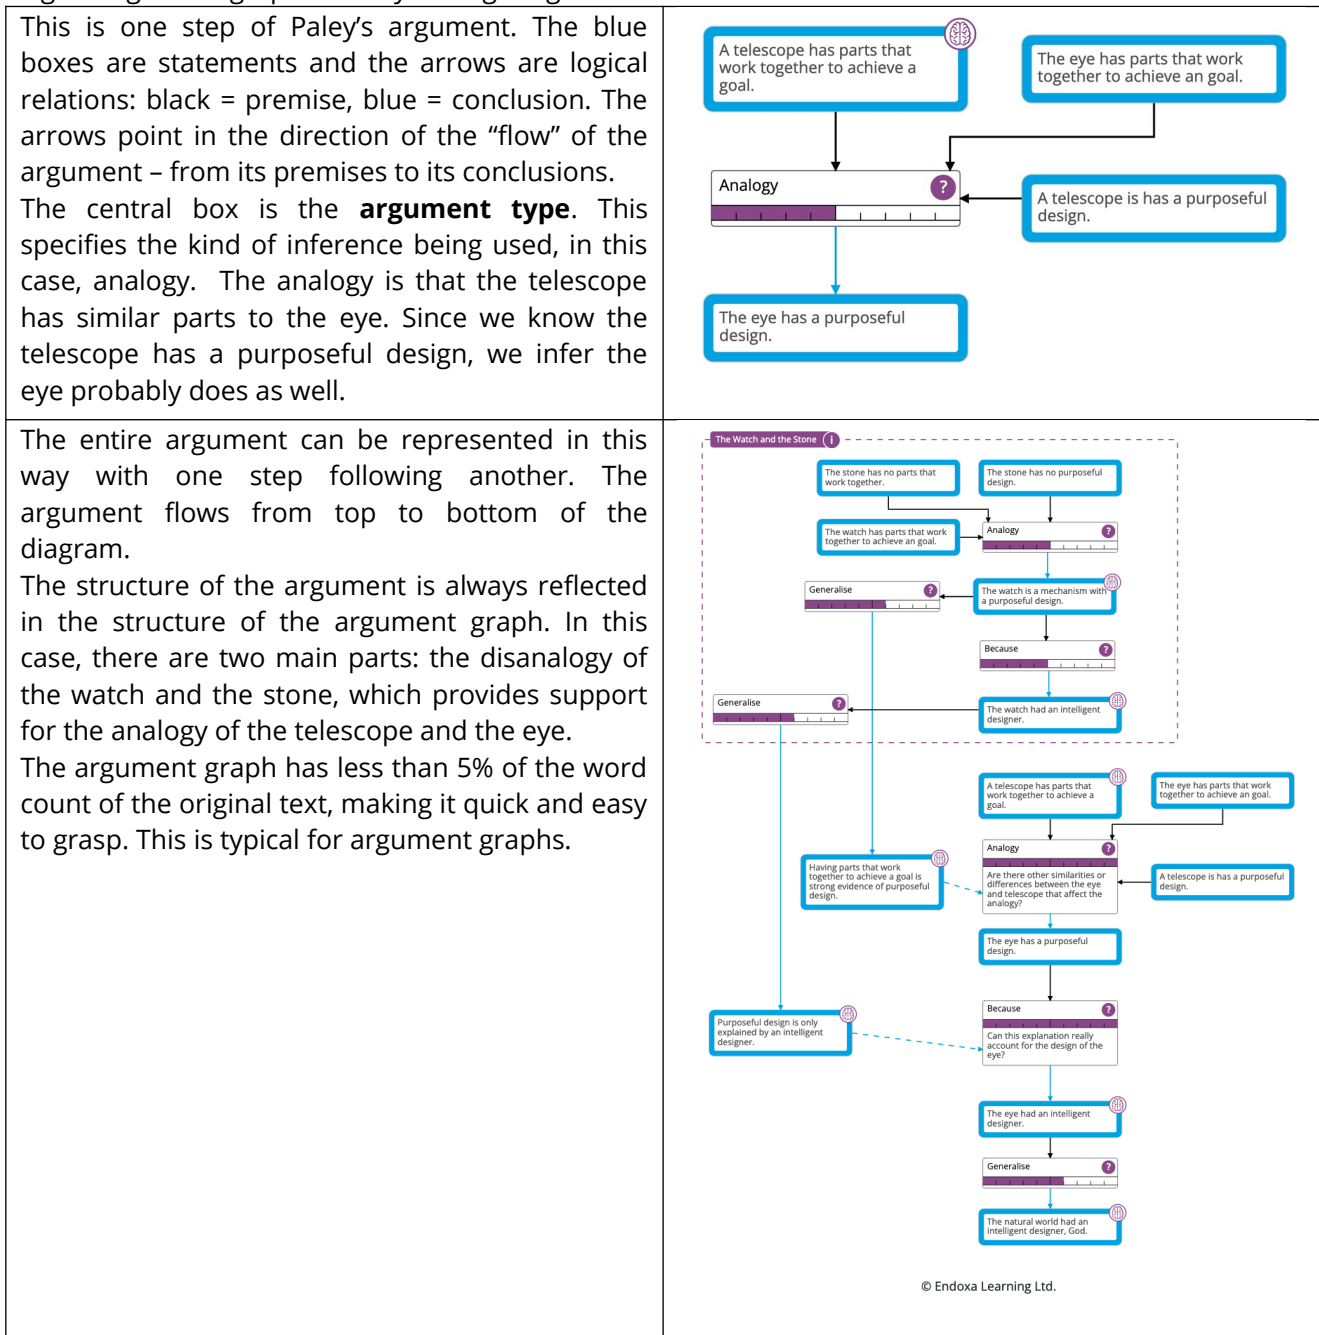 This is one step of Paley's argument. The blue
boxes are statements and the arrows are logical
relations: black = premise, blue = conclusion. The
arrows point in the direction of the “flow” of the
argument – from its premises to its conclusions.
The central box is the argument type. This
specifies the kind of inference being used, in this
case, analogy. The analogy is that the telescope
has similar parts to the eye. Since we know the
telescope has a purposeful design, we infer the
eye probably does as well.
A telescope has parts that
work together to achieve a
goal.
The eye has parts that work
together to achieve an goal.
Analogy
?
A telescope is has a purposeful
design.
The eye has a purposeful
design.
The entire argument can be represented in this
way with one step following another. The
argument flows from top to bottom of the
diagram.
The structure of the argument is always reflected
in the structure of the argument graph. In this
case, there are two main parts: the disanalogy of
the watch and the stone, which provides support
for the analogy of the telescope and the eye.
The argument graph has less than 5% of the word
count of the original text, making it quick and easy
to grasp. This is typical for argument graphs.
The Watch and the Stone i
The stone has no parts that
work together.
The stone has no purposeful
design.
The watch has parts that work
together to achieve an goal.
Analogy
?
Generalise
?
The watch is a mechanism with
a purposeful design.
Because
?
Generalise
?
The watch had an intelligent
designer.
A telescope has parts that
work together to achieve a
goal.
The eye has parts that work
together to achieve an goal.
Analogy
?
Are there other similarities or
differences between the eye
and telescope that affect the
analogy?
Having parts that work
together to achieve a goal is
strong evidence of purposeful
design.
A telescope is has a purposeful
design.
The eye has a purposeful
design.
Because
?
Can this explanation really
account for the design of the
eye?
Purposeful design is only
explained by an intelligent
designer.
The eye had an intelligent
designer.
Generalise
?
The natural world had an
intelligent designer, God.
© Endoxa Learning Ltd.